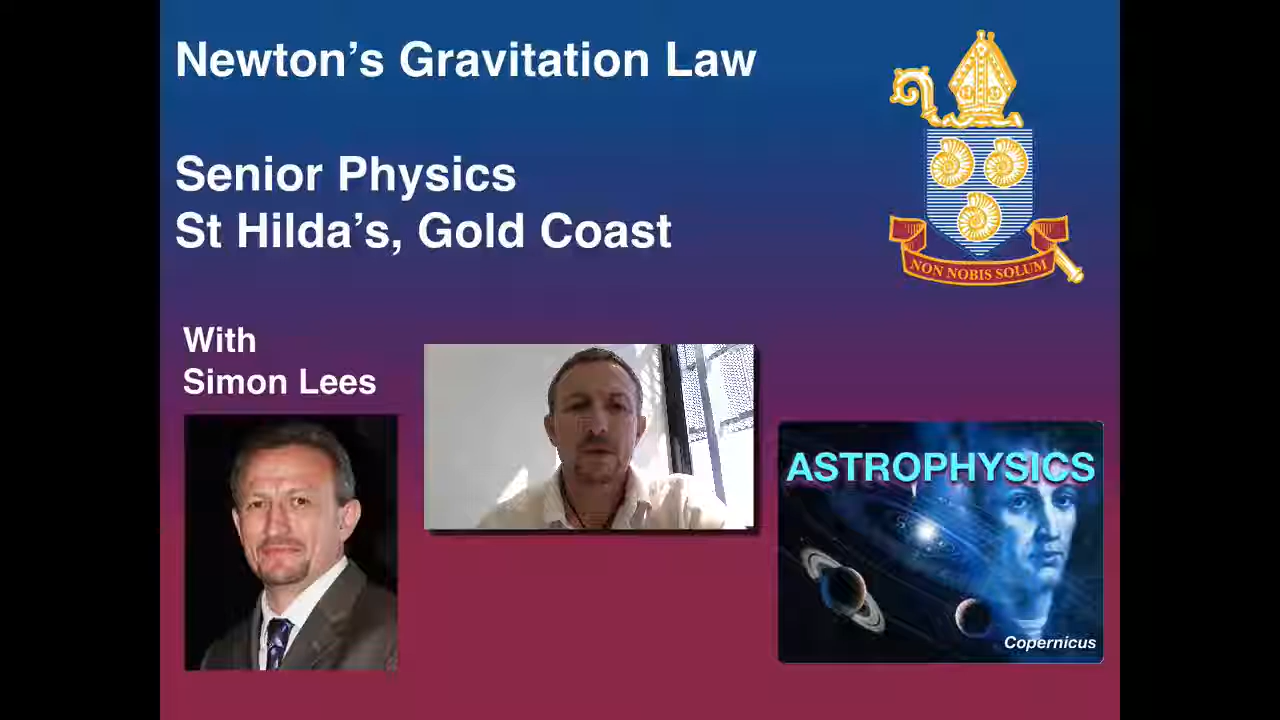 Newton's Gravitation Law
Senior Physics
St Hilda's, Gold Coast
NON NOBIS SOLUM
With
Simon Lees
ASTROPHYSICS
Copernicus